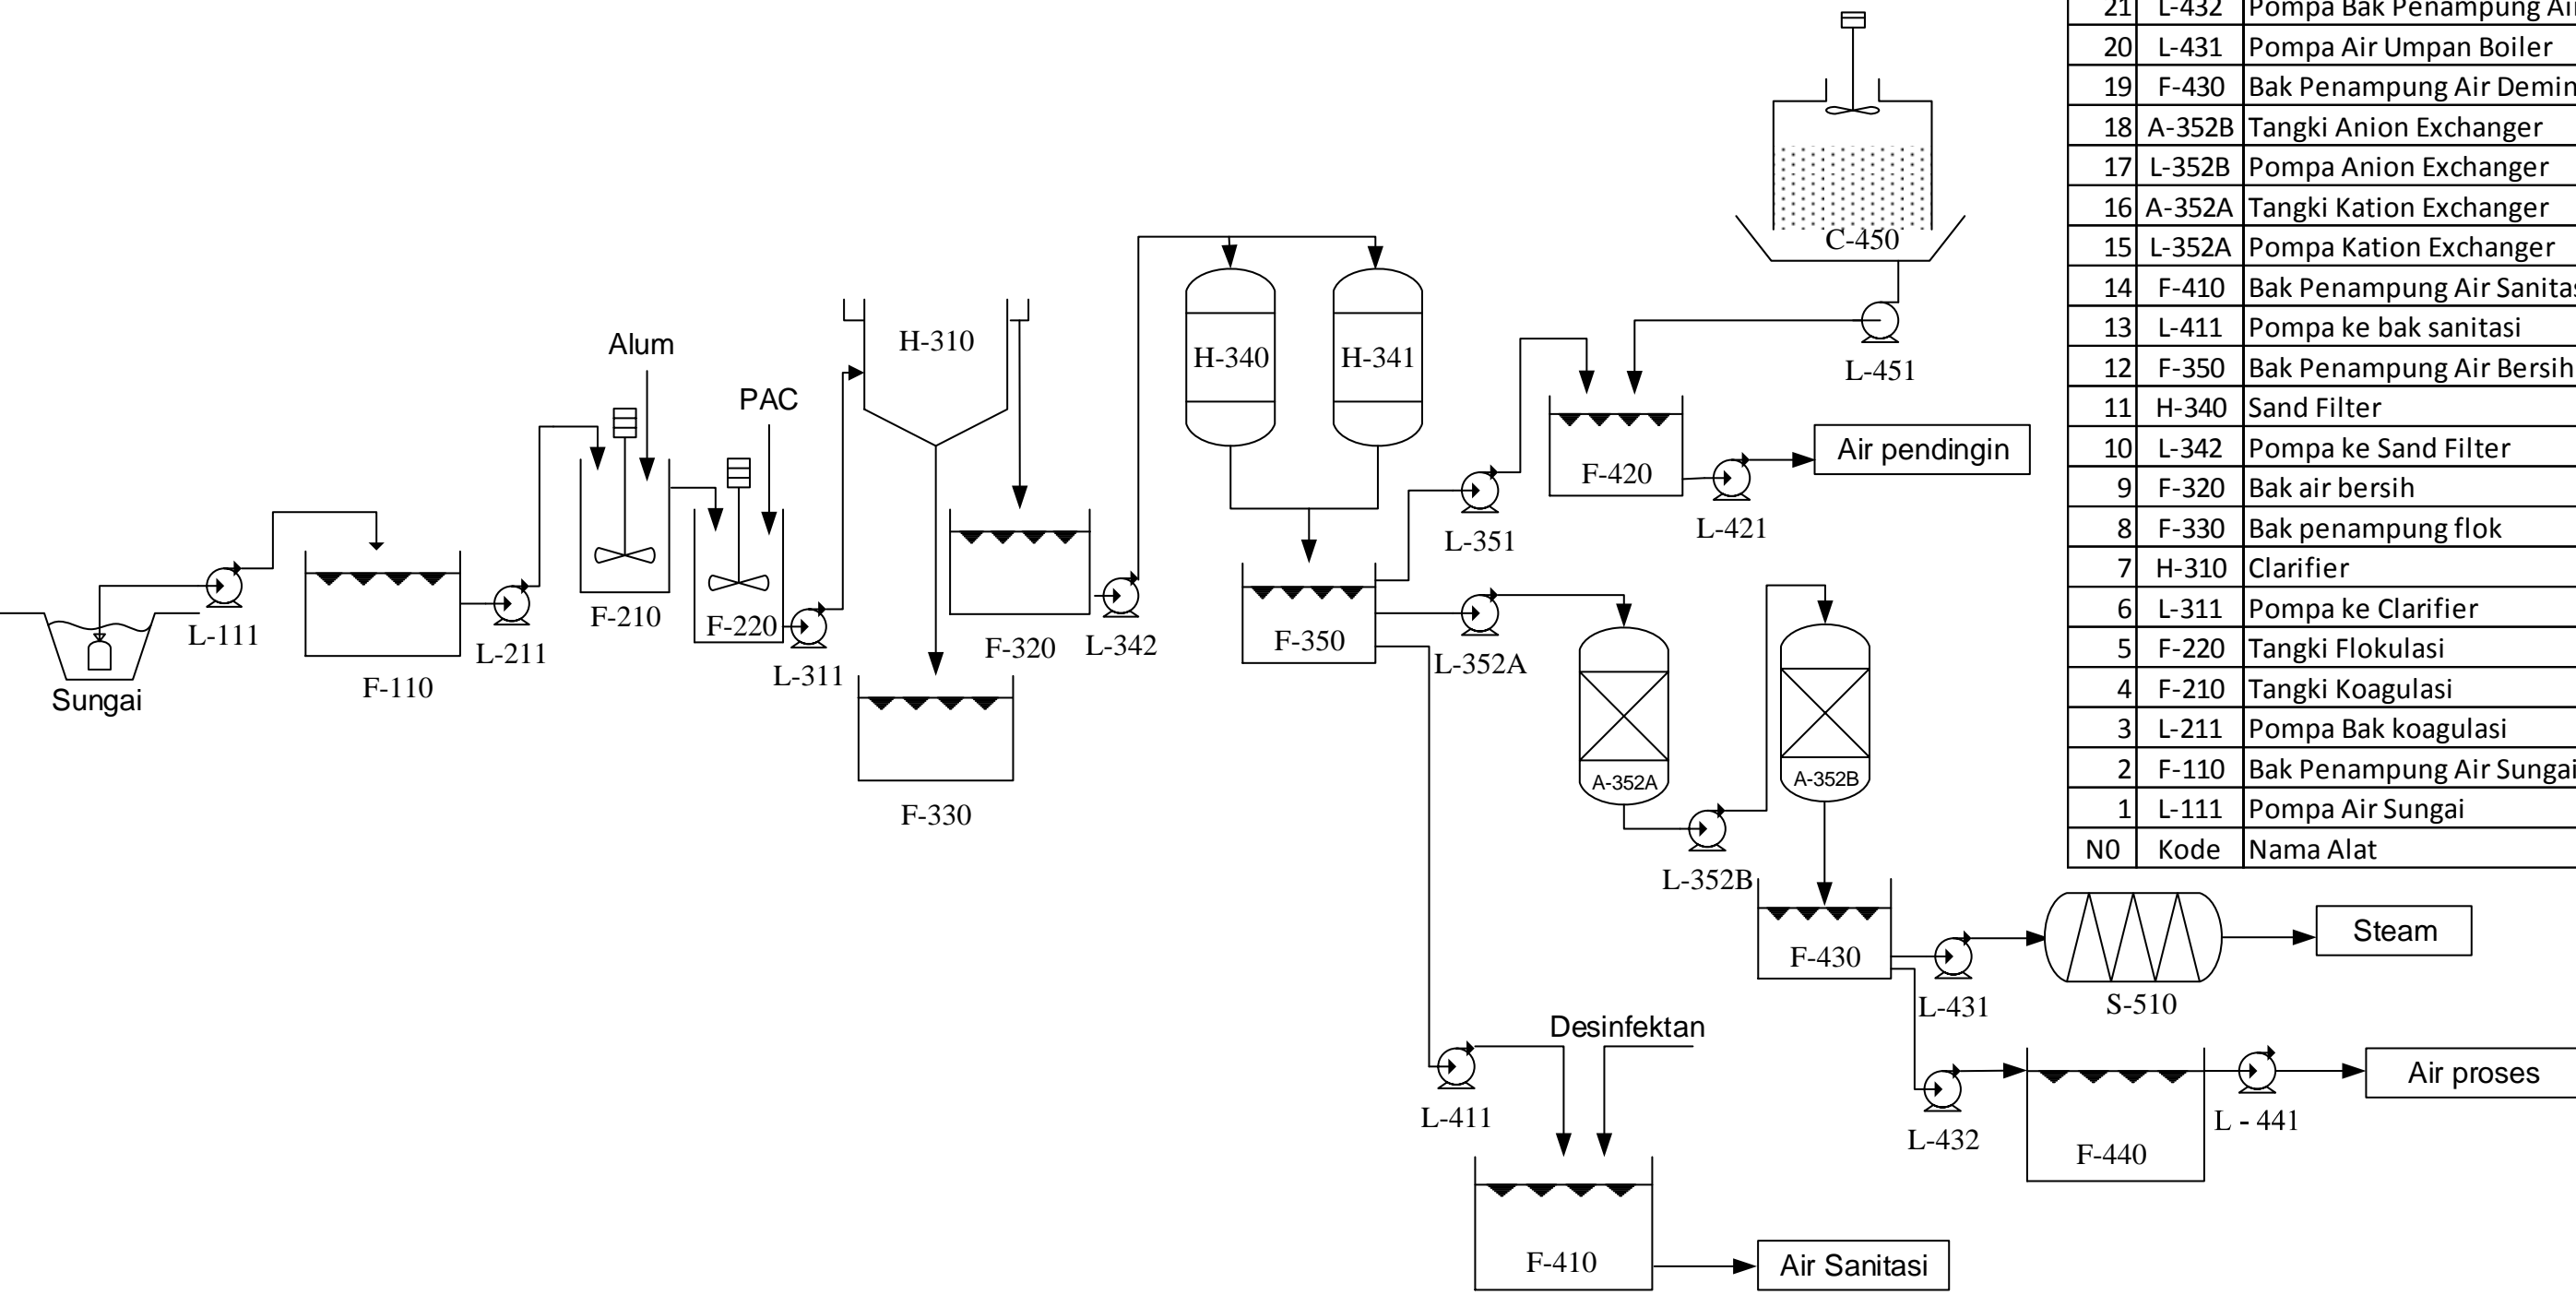 Sungai
L-111
F-110
L-211
Alum
F-210
PAC
F-220
L-311
H-310
F-330
F-320
L-342
H-340
H-341
F-350
L-351
L-352A
F-420
L-421
Air pendingin
C-450
L-451
A-352A
L-352B
A-352B
F-430
L-431
S-510
Steam
L-432
F-440
L - 441
Air proses
L-411
Desinfektan
F-410
Air Sanitasi
21 L-432 Pompa Bak Penampung Air
20 L-431 Pompa Air Umpan Boiler
19 F-430 Bak Penampung Air Demin
18 A-352B Tangki Anion Exchanger
17 L-352B Pompa Anion Exchanger
16 A-352A Tangki Kation Exchanger
15 L-352A Pompa Kation Exchanger
14 F-410 Bak Penampung Air Sanitas
13 L-411 Pompa ke bak sanitasi
12 F-350 Bak Penampung Air Bersih
11 H-340 Sand Filter
10 L-342 Pompa ke Sand Filter
9 F-320 Bak air bersih
8 F-330 Bak penampung flok
7 H-310 Clarifier
6 L-311 Pompa ke Clarifier
5 F-220 Tangki Flokulasi
4 F-210 Tangki Koagulasi
3 L-211 Pompa Bak koagulasi
2 F-110 Bak Penampung Air Sungai
1 L-111 Pompa Air Sungai
N0 Kode Nama Alat